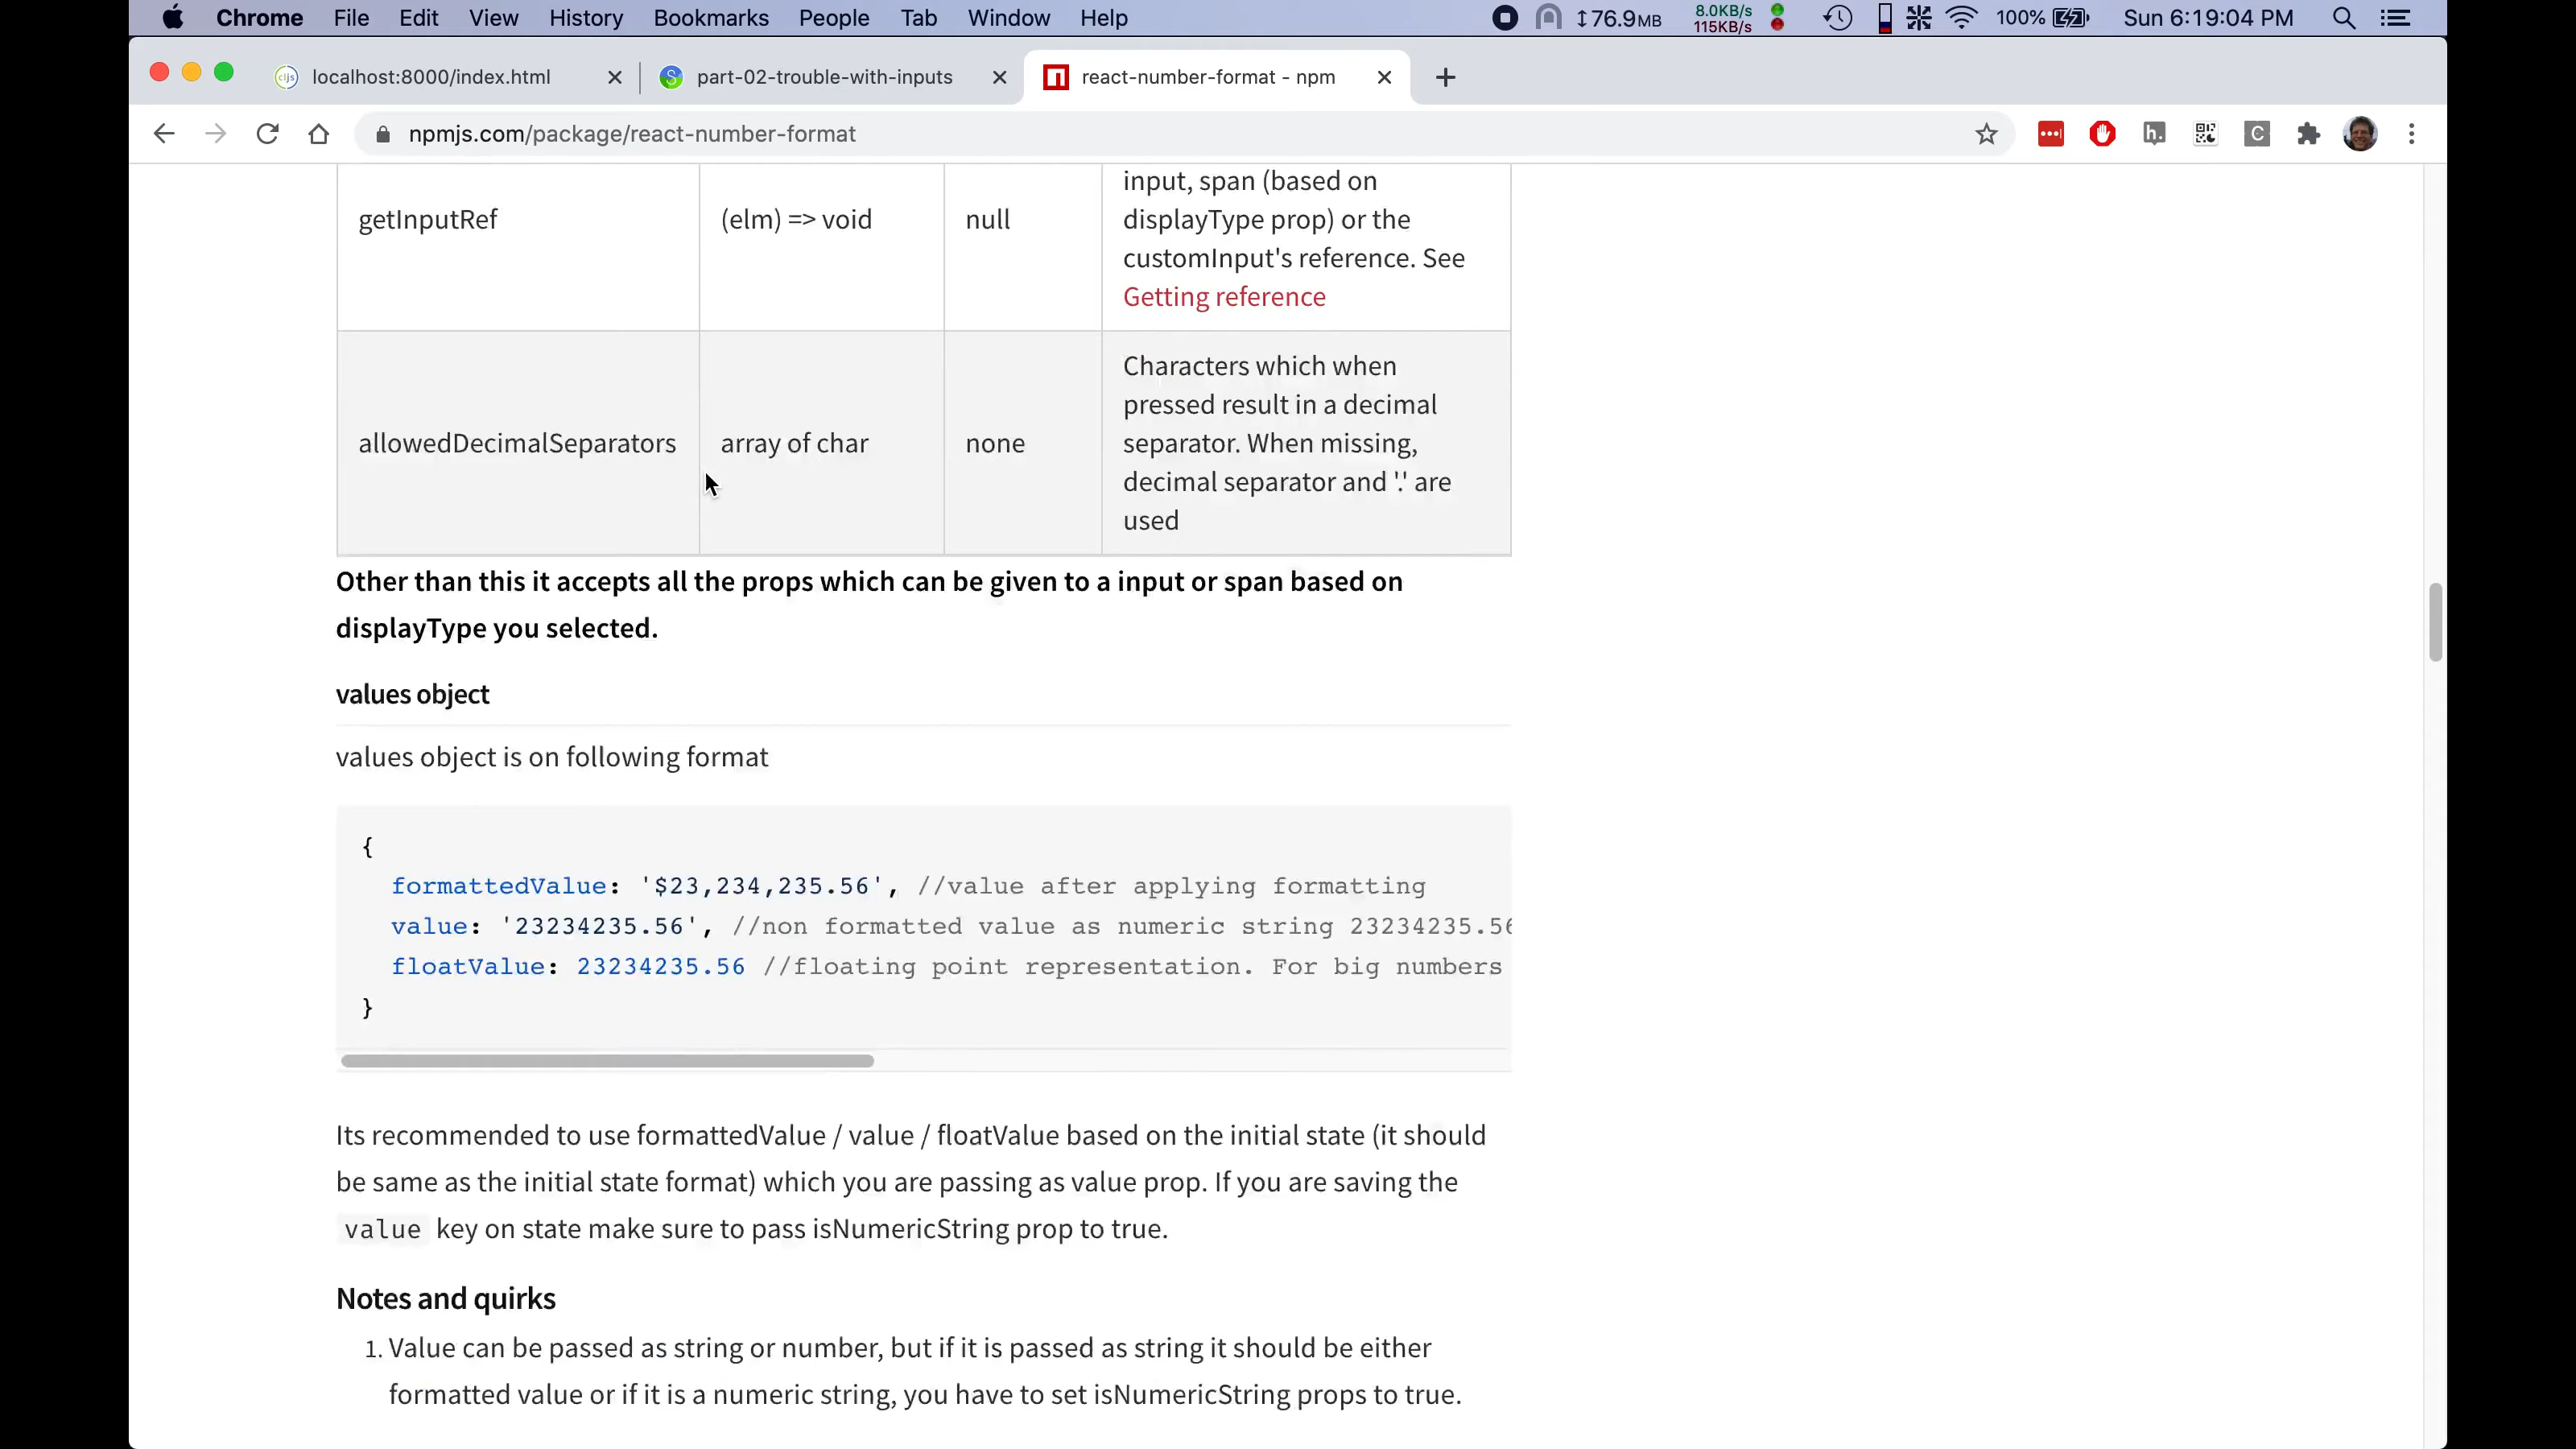 Chrome File Edit View History Bookmarks People Tab Window Help ↕76.9MB 8.0KB/s 115KB/s 100% Sun 6:19:04 PM
localhost:8000/index.html part-02-trouble-with-inputs react-number-format - npm
npmjs.com/package/react-number-format
input, span (based on
getInputRef (elm) => void null displayType prop) or the
customInput's reference. See
Getting reference
Characters which when
pressed result in a decimal
allowedDecimalSeparators array of char none separator. When missing,
decimal separator and '.' are
used
Other than this it accepts all the props which can be given to a input or span based on
displayType you selected.
values object
values object is on following format
{
formattedValue: '$23,234,235.56', //value after applying formatting
value: '23234235.56', //non formatted value as numeric string 23234235.56
floatValue: 23234235.56 //floating point representation. For big numbers
}
Its recommended to use formattedValue / value / floatValue based on the initial state (it should
be same as the initial state format) which you are passing as value prop. If you are saving the
value key on state make sure to pass isNumericString prop to true.
Notes and quirks
1. Value can be passed as string or number, but if it is passed as string it should be either
formatted value or if it is a numeric string, you have to set isNumericString props to true.